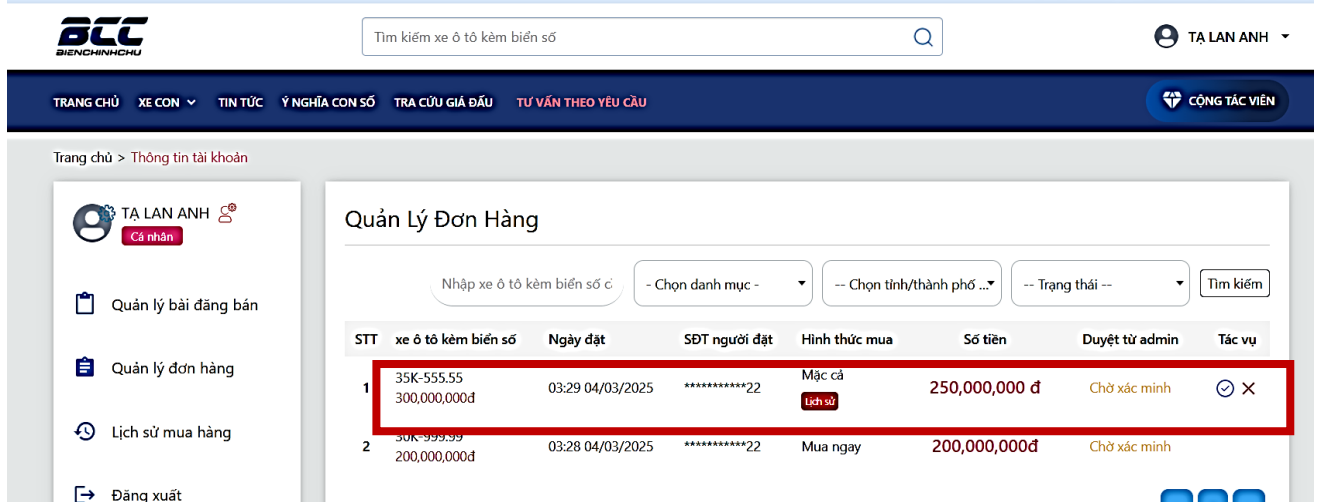 BCC
BIENCHINHCHU
Tìm kiếm xe ô tô kèm biển số
TẠ LAN ANH
TRANG CHỦ XE CON TIN TỨC Ý NGHĨA CON SỐ TRA CỨU GIÁ ĐẤU TƯ VẤN THEO YÊU CẦU
CỘNG TÁC VIÊN
Trang chủ > Thông tin tài khoản
TẠ LAN ANH
Cá nhân
Quản lý bài đăng bán
Quản lý đơn hàng
Lịch sử mua hàng
Đăng xuất
Quản Lý Đơn Hàng
Nhập xe ô tô kèm biển số c - Chọn danh mục - -- Chọn tỉnh/thành phố ... -- Trạng thái -- Tìm kiếm
STT xe ô tô kèm biển số Ngày đặt SĐT người đặt Hình thức mua Số tiền Duyệt từ admin Tác vụ
1 35K-555.55 03:29 04/03/2025 ***********22 Mặc cả 250,000,000 đ Chờ xác minh
300,000,000đ Lịch sử
2 30K-999.99 03:28 04/03/2025 ***********22 Mua ngay 200,000,000đ Chờ xác minh
200,000,000đ